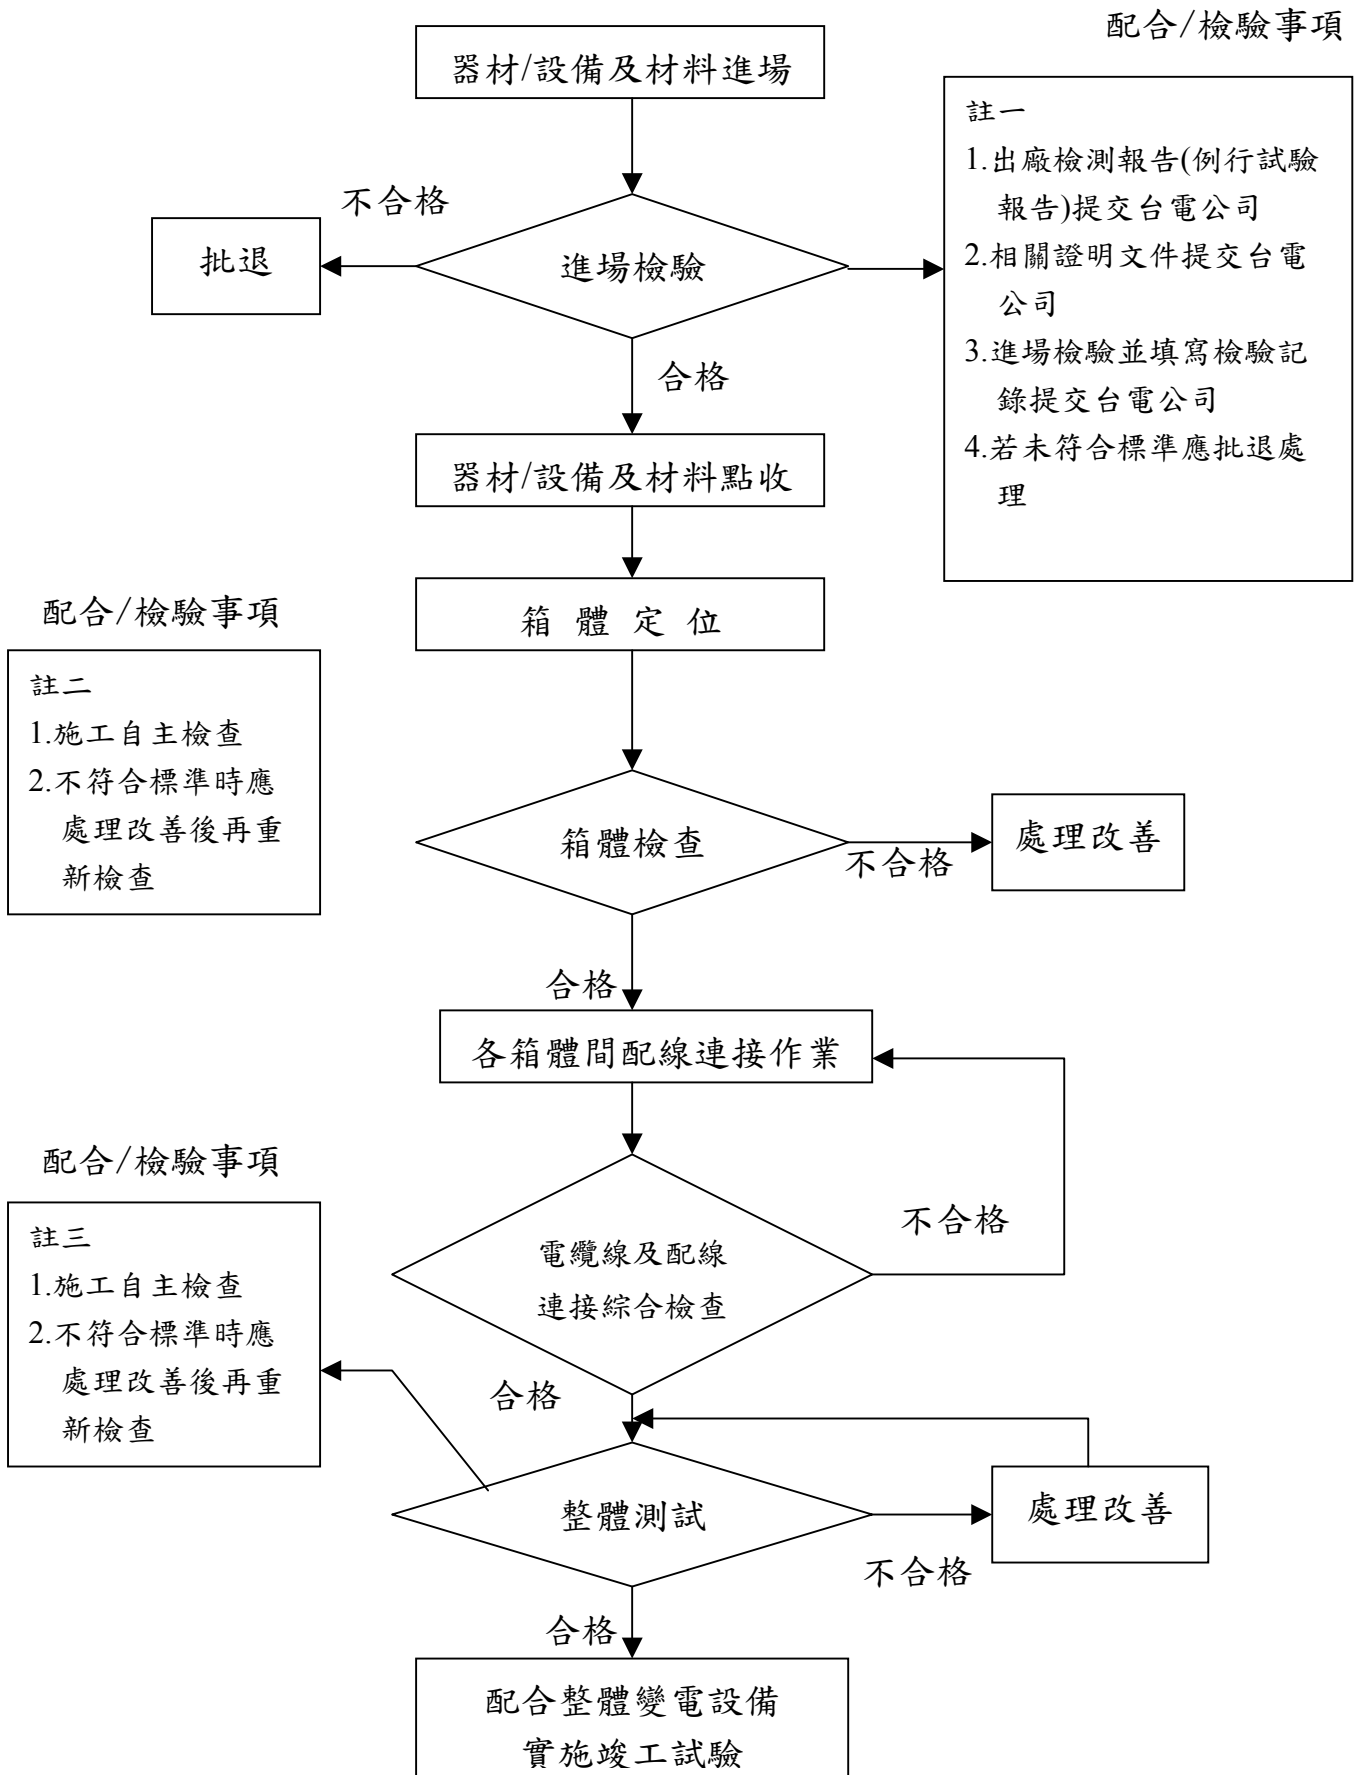 配合/檢驗事項
器材/設備及材料進場
註一
1.出廠檢測報告(例行試驗
報告)提交台電公司
2.相關證明文件提交台電
公司
3.進場檢驗並填寫檢驗記
錄提交台電公司
4.若未符合標準應批退處
理
不合格
批退
進場檢驗
合格
器材/設備及材料點收
箱 體 定 位
配合/檢驗事項
註二
1.施工自主檢查
2.不符合標準時應
處理改善後再重
新檢查
箱體檢查
不合格
處理改善
合格
各箱體間配線連接作業
配合/檢驗事項
註三
1.施工自主檢查
2.不符合標準時應
處理改善後再重
新檢查
電纜線及配線
連接綜合檢查
不合格
合格
整體測試
處理改善
不合格
合格
配合整體變電設備
實施竣工試驗